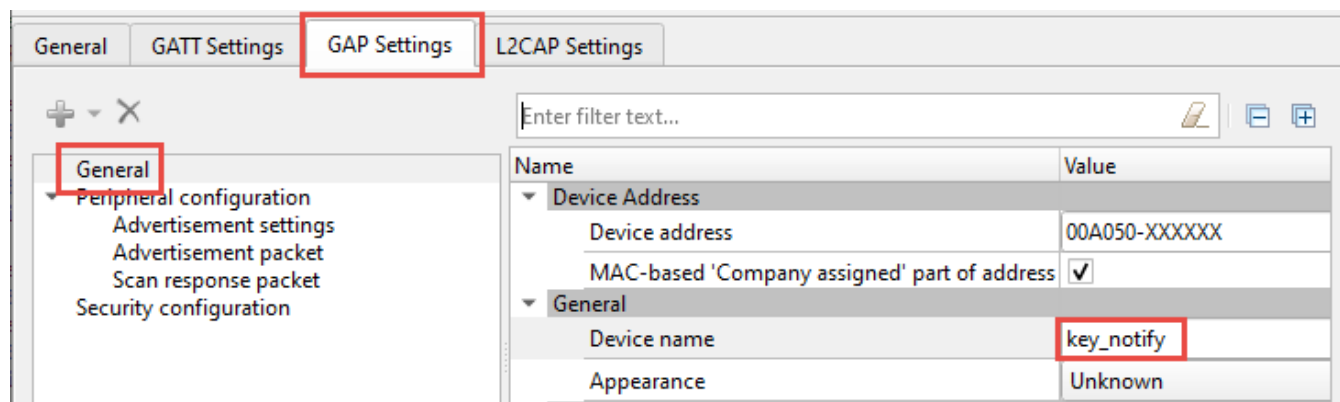 General GATT Settings GAP Settings L2CAP Settings
Enter filter text...
General
Peripheral configuration
Advertisement settings
Advertisement packet
Scan response packet
Security configuration
Name Value
Device Address
Device address 00A050-XXXXXX
MAC-based 'Company assigned' part of address
General
Device name key_notify
Appearance Unknown